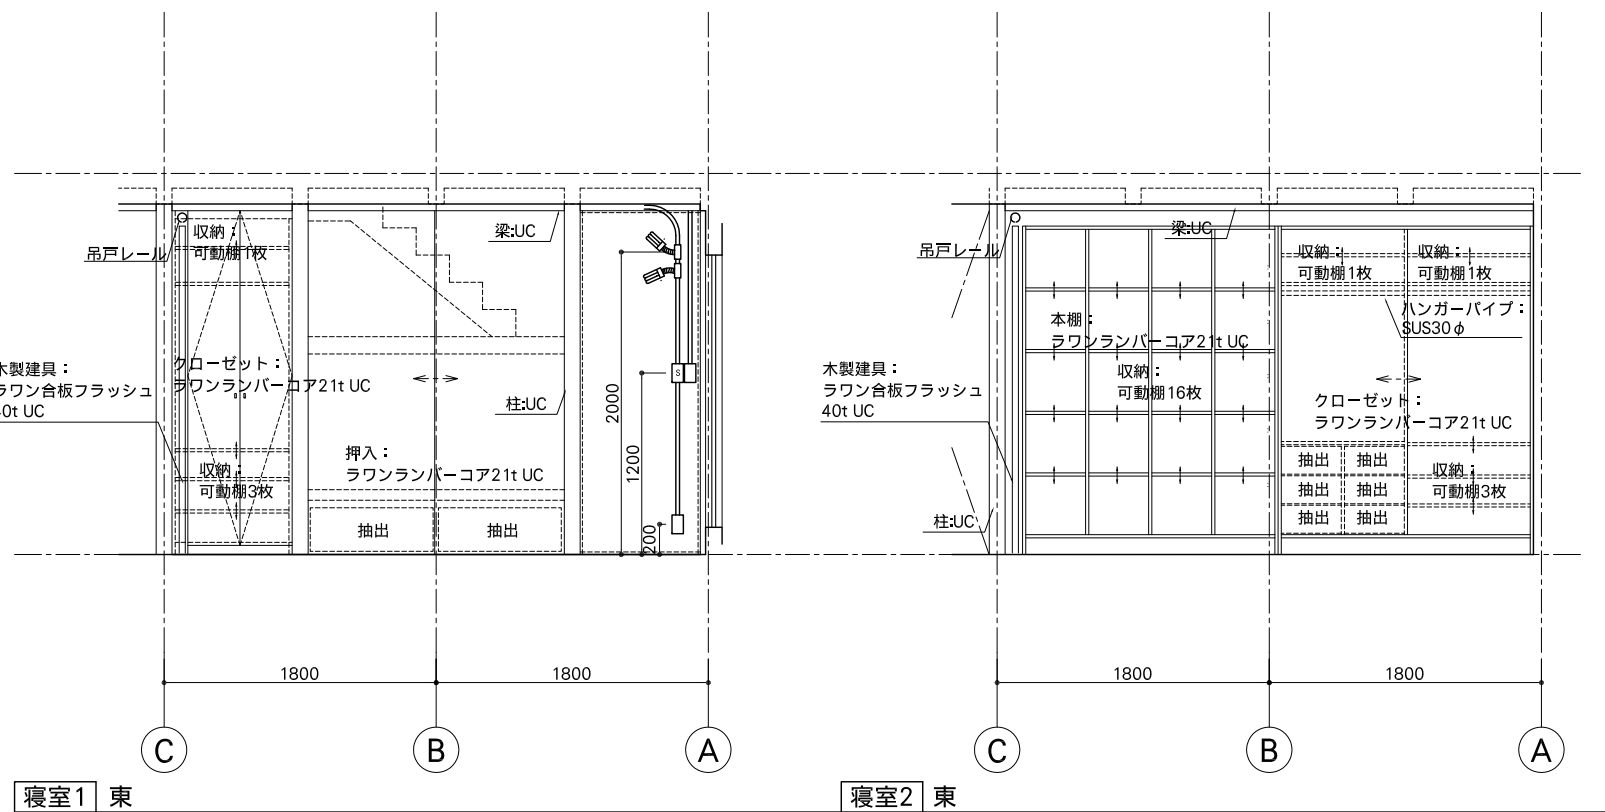 収納：
可動棚1枚
梁:UC
吊戸レール
木製建具：
ラワン合板フラッシュ
40t UC
クローゼット：
ラワンランバーコア21t UC
柱:UC
2000
1200
200
S
押入：
ラワンランバーコア21t UC
収納：
可動棚3枚
抽出
抽出
1800
1800
C
B
A
寝室1 東
梁:UC
吊戸レール
収納：
可動棚1枚
収納：
可動棚1枚
ハンガーパイプ：
SUS30φ
本棚：
ラワンランバーコア21t UC
収納：
可動棚16枚
木製建具：
ラワン合板フラッシュ
40t UC
クローゼット：
ラワンランバーコア21t UC
抽出 抽出
抽出 抽出
抽出 抽出
収納：
可動棚3枚
柱:UC
1800
1800
C
B
A
寝室2 東